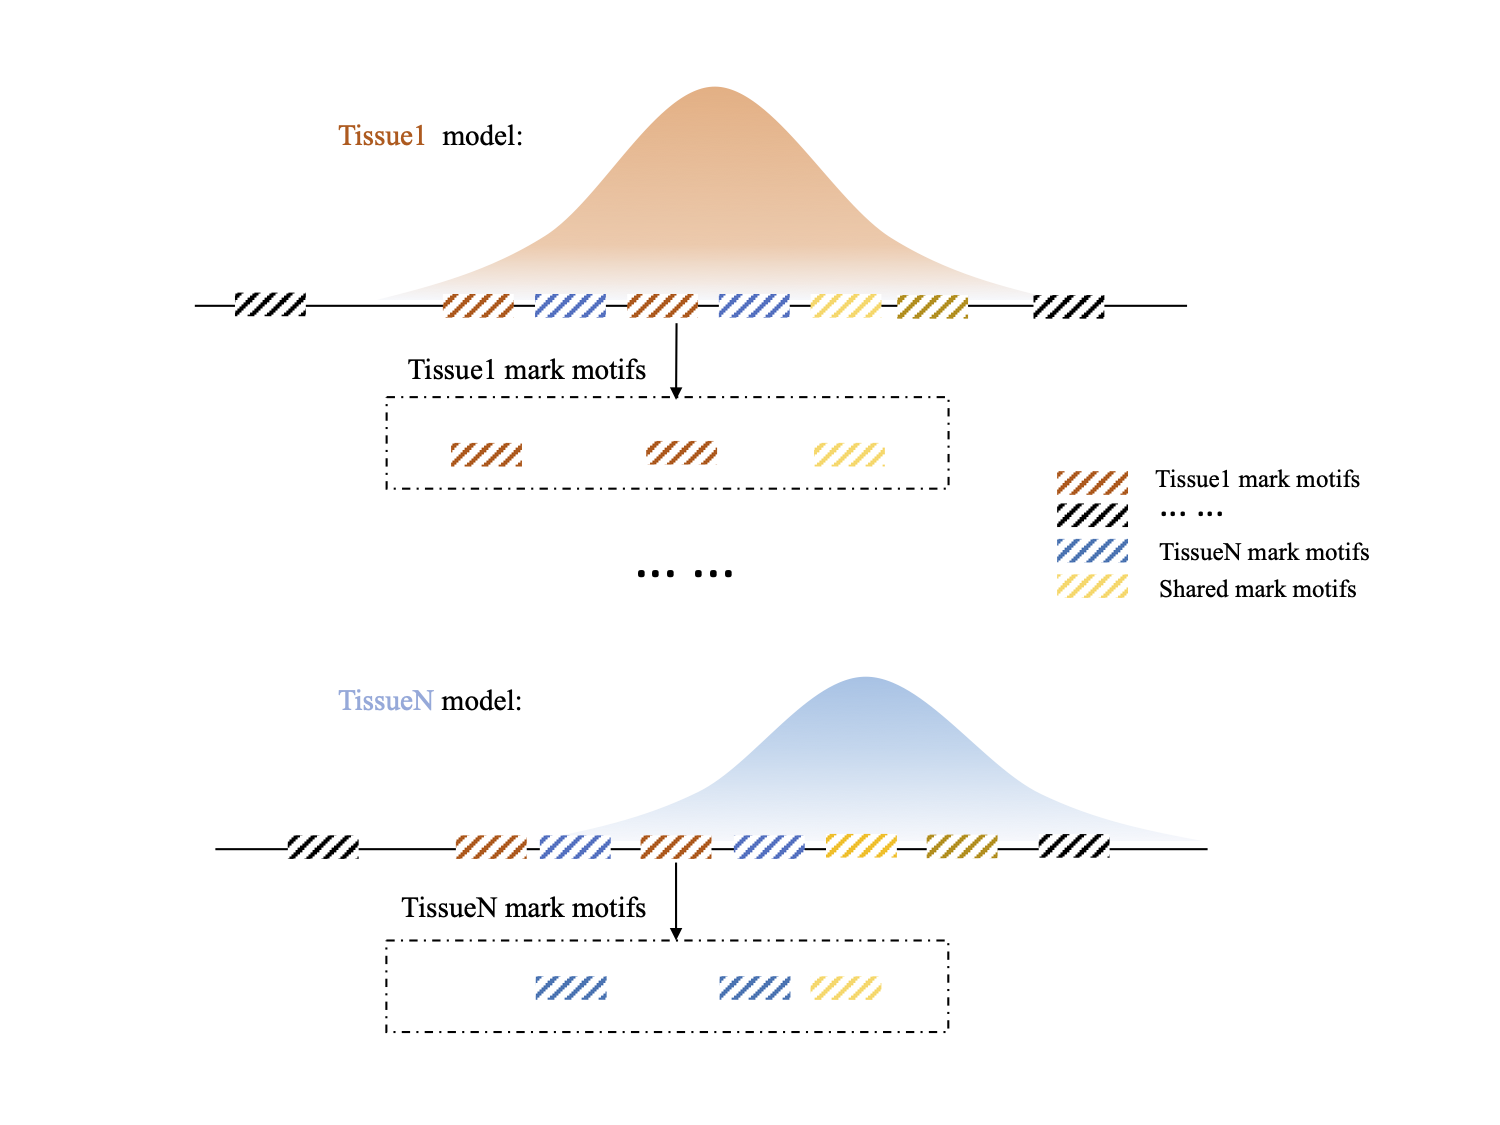 Tissue1 model:
Tissue1 mark motifs
Tissue1 mark motifs
... ...
TissueN mark motifs
Shared mark motifs
... ...
TissueN model:
TissueN mark motifs